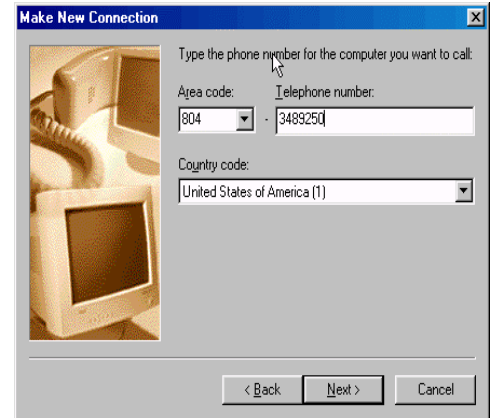 Make New Connection
Type the phone number for the computer you want to call:
Area code: Telephone number:
804 - 3489250
Country code:
United States of America (1)
< Back Next > Cancel